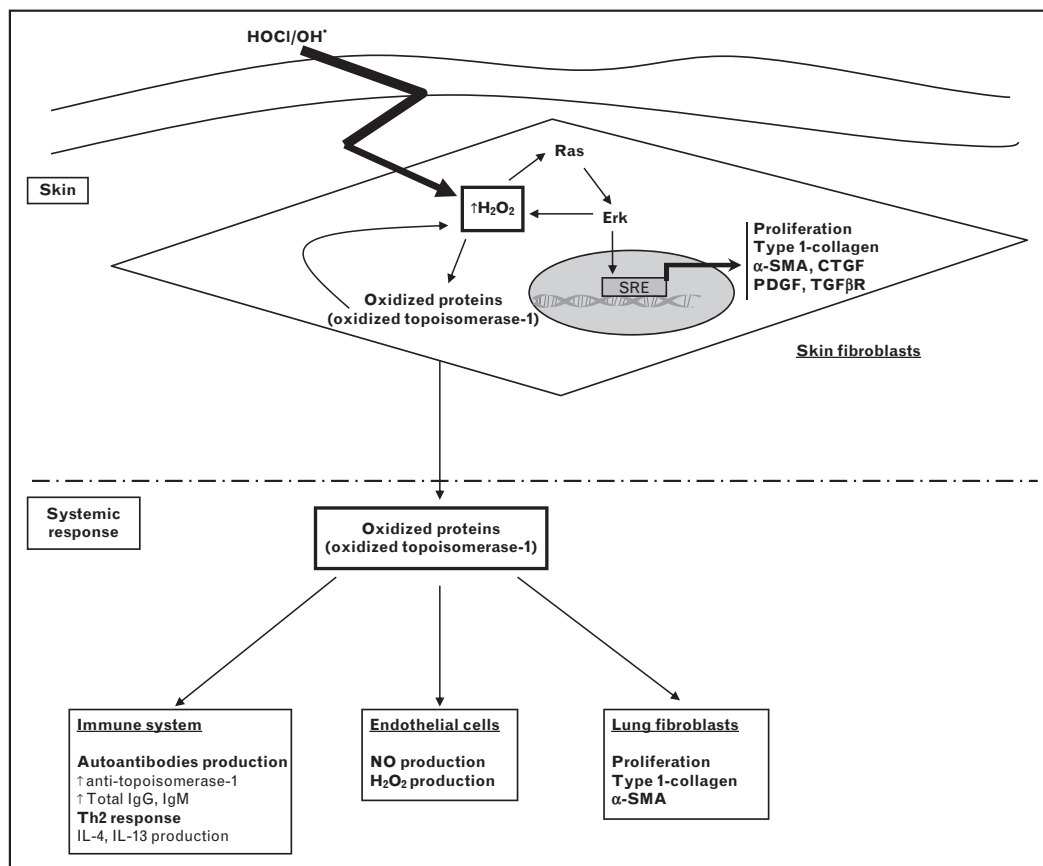 HOCl/OH•
Skin
Ras
↑H₂O₂
Erk
Proliferation
Type 1-collagen
α-SMA, CTGF
PDGF, TGFβR
SRE
Oxidized proteins
(oxidized topoisomerase-1)
Skin fibroblasts
Systemic
response
Oxidized proteins
(oxidized topoisomerase-1)
Immune system
Autoantibodies production
↑anti-topoisomerase-1
↑Total IgG, IgM
Th2 response
IL-4, IL-13 production
Endothelial cells
NO production
H₂O₂ production
Lung fibroblasts
Proliferation
Type 1-collagen
α-SMA